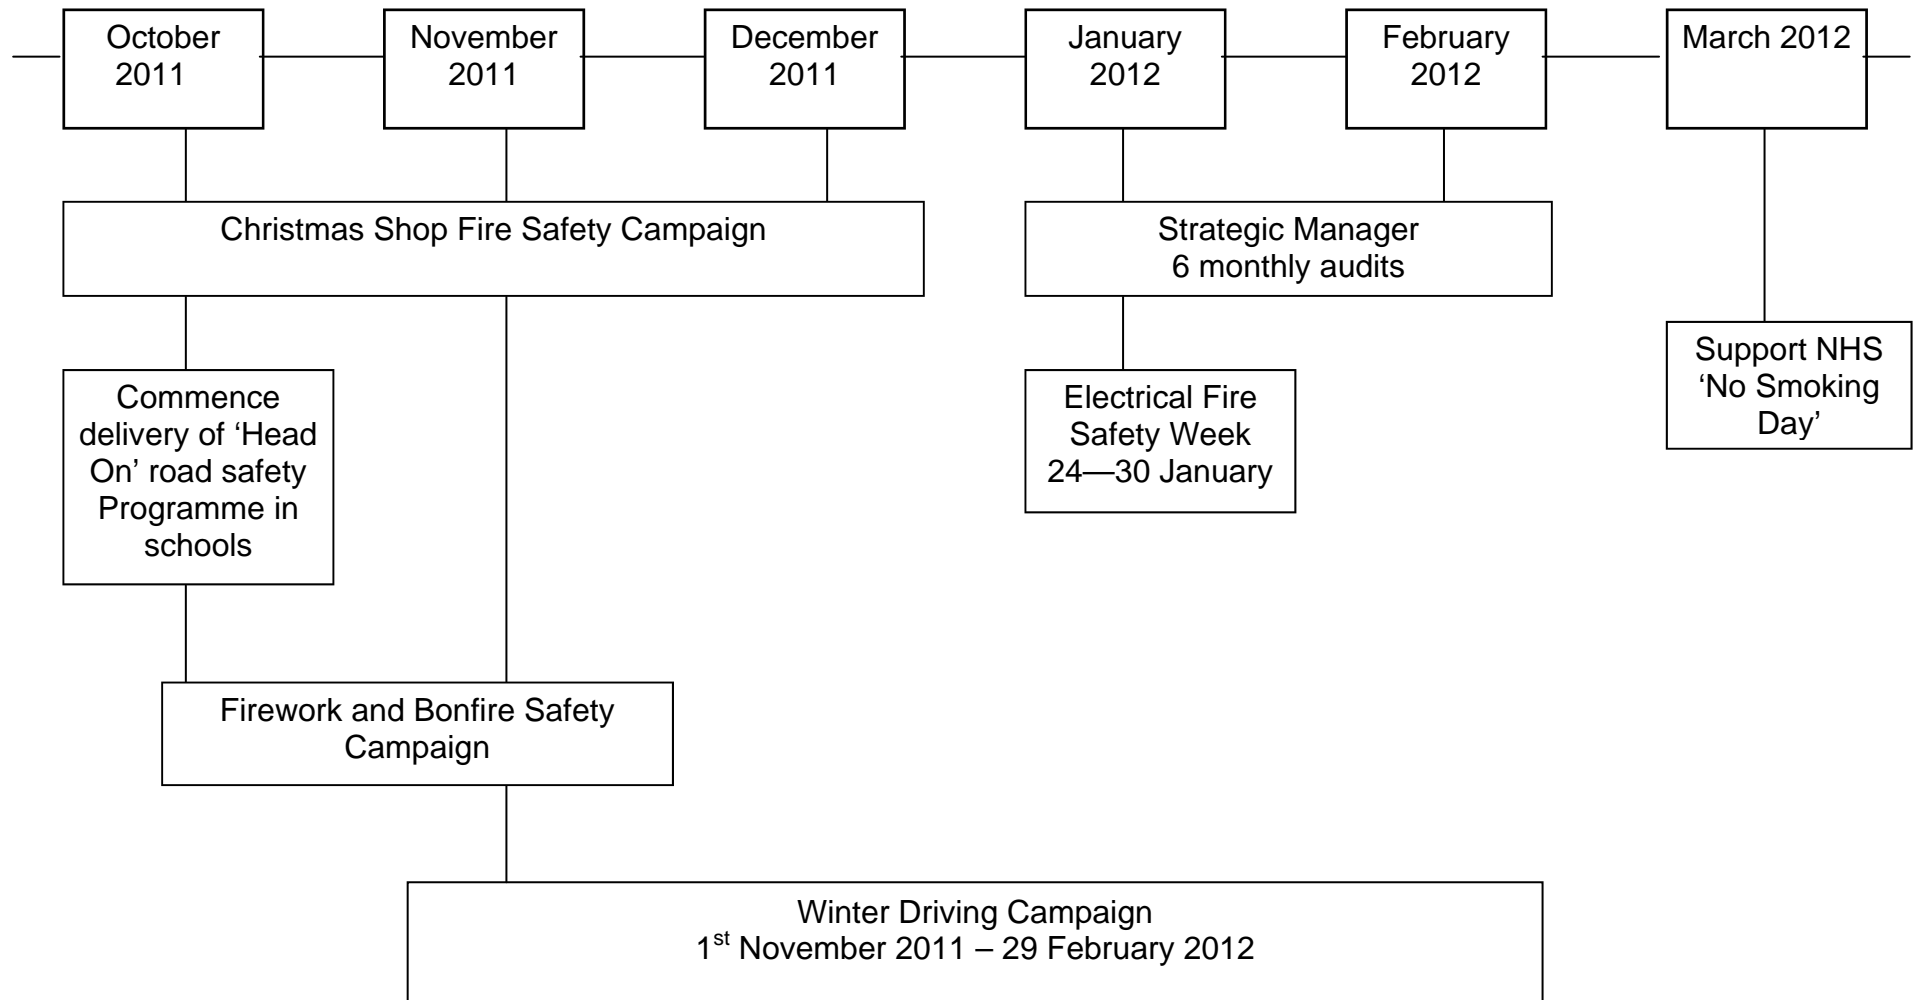 October
2011
November
2011
December
2011
January
2012
February
2012
March 2012
Christmas Shop Fire Safety Campaign
Strategic Manager
6 monthly audits
Commence
delivery of ‘Head
On’ road safety
Programme in
schools
Electrical Fire
Safety Week
24—30 January
Support NHS
‘No Smoking
Day’
Firework and Bonfire Safety
Campaign
Winter Driving Campaign
1st November 2011 – 29 February 2012